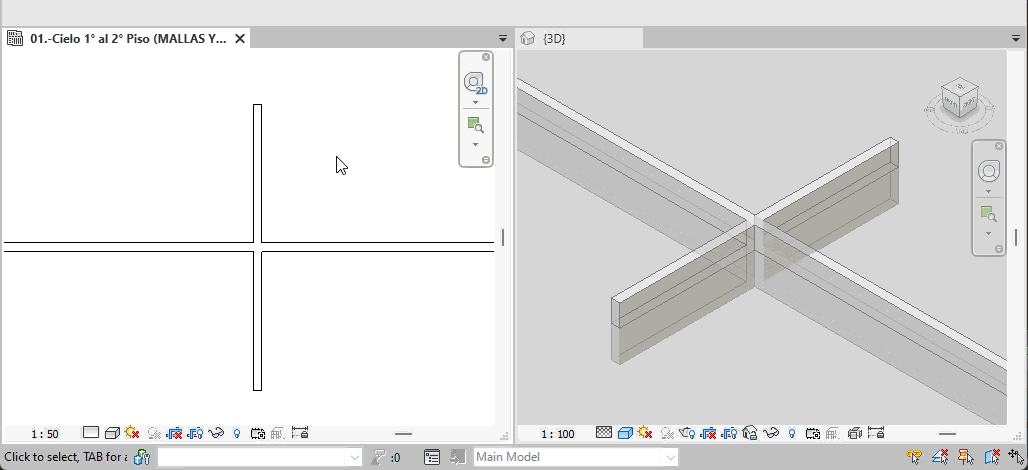 01.-Cielo 1° al 2° Piso (MALLAS Y...
{3D}
2D
1 : 50
1 : 100
Click to select, TAB for a
:0
Main Model